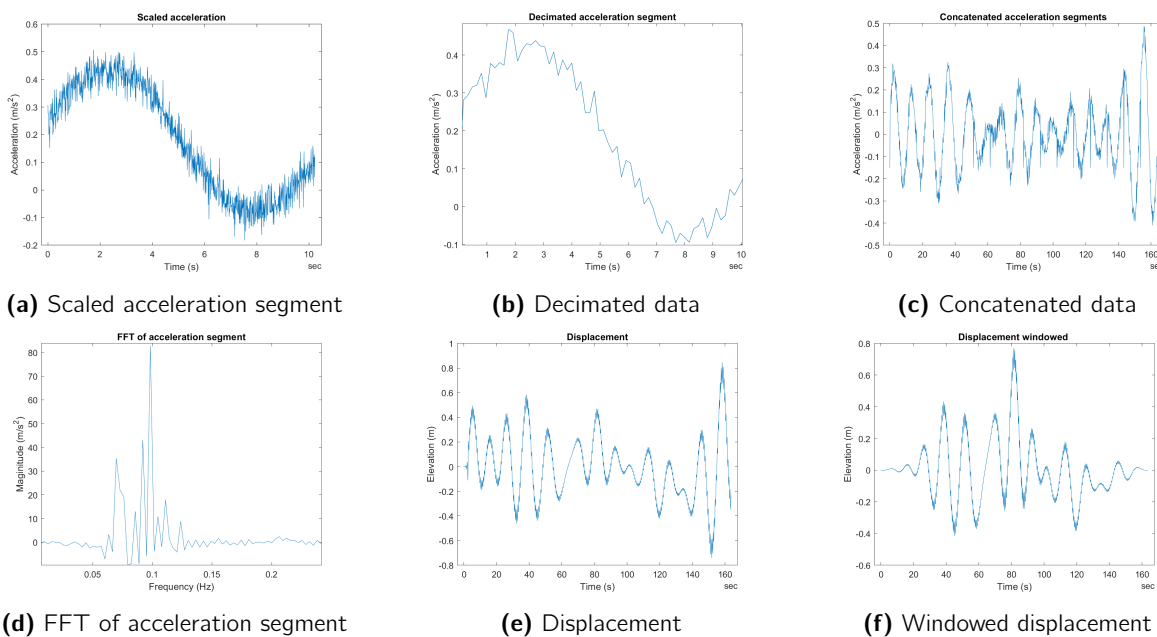 Scaled acceleration
0.6
0.5
0.4
0.3
0.2
0.1
0
-0.1
-0.2
Acceleration (m/s²)
0 2 4 6 8 10
Time (s)
sec
(a) Scaled acceleration segment
Decimated acceleration segment
0.4
0.3
0.2
0.1
0
-0.1
Acceleration (m/s²)
1 2 3 4 5 6 7 8 9 10
Time (s)
sec
(b) Decimated data
Concatenated acceleration segments
0.5
0.4
0.3
0.2
0.1
0
-0.1
-0.2
-0.3
-0.4
-0.5
Acceleration (m/s²)
0 20 40 60 80 100 120 140 160
Time (s)
sec
(c) Concatenated data
FFT of acceleration segment
80
70
60
50
40
30
20
10
0
Magnitude (m/s²)
0.05 0.1 0.15 0.2
Frequency (Hz)
(d) FFT of acceleration segment
Displacement
1
0.8
0.6
0.4
0.2
0
-0.2
-0.4
-0.6
-0.8
Elevation (m)
0 20 40 60 80 100 120 140 160
Time (s)
sec
(e) Displacement
Displacement windowed
0.8
0.6
0.4
0.2
0
-0.2
-0.4
-0.6
Elevation (m)
0 20 40 60 80 100 120 140 160
Time (s)
sec
(f) Windowed displacement